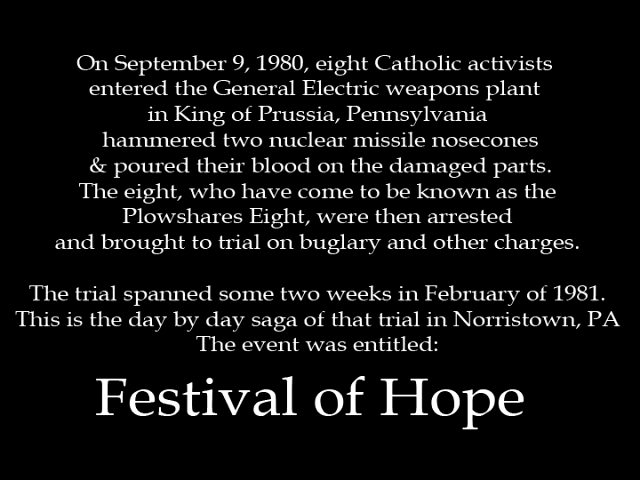 On September 9, 1980, eight Catholic activists
entered the General Electric weapons plant
in King of Prussia, Pennsylvania
hammered two nuclear missile nosecones
& poured their blood on the damaged parts.
The eight, who have come to be known as the
Plowshares Eight, were then arrested
and brought to trial on buglary and other charges.
The trial spanned some two weeks in February of 1981.
This is the day by day saga of that trial in Norristown, PA
The event was entitled:
Festival of Hope